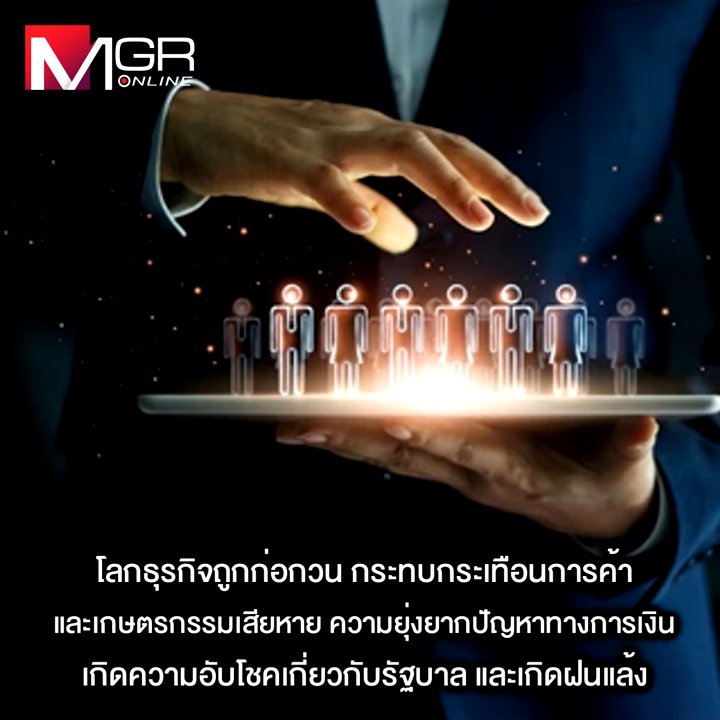 MGR
ONLINE
โลกธุรกิจถูกก่อกวน กระทบกระเทือนการค้า
และเกษตรกรรมเสียหาย ความยุ่งยากปัญหาทางการเงิน
เกิดความอับโชคเกี่ยวกับรัฐบาล และเกิดฝนแล้ง